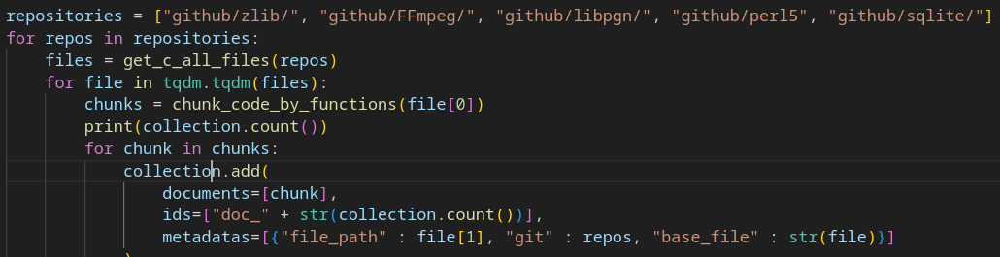 repositories = ["github/zlib/", "github/FFmpeg/", "github/libpgn/", "github/perl5", "github/sqlite/"]
for repos in repositories:
    files = get_c_all_files(repos)
    for file in tqdm.tqdm(files):
        chunks = chunk_code_by_functions(file[0])
        print(collection.count())
        for chunk in chunks:
            collection.add(
                documents=[chunk],
                ids=["doc_" + str(collection.count())],
                metadatas=[{"file_path" : file[1], "git" : repos, "base_file" : str(file)}]
            )